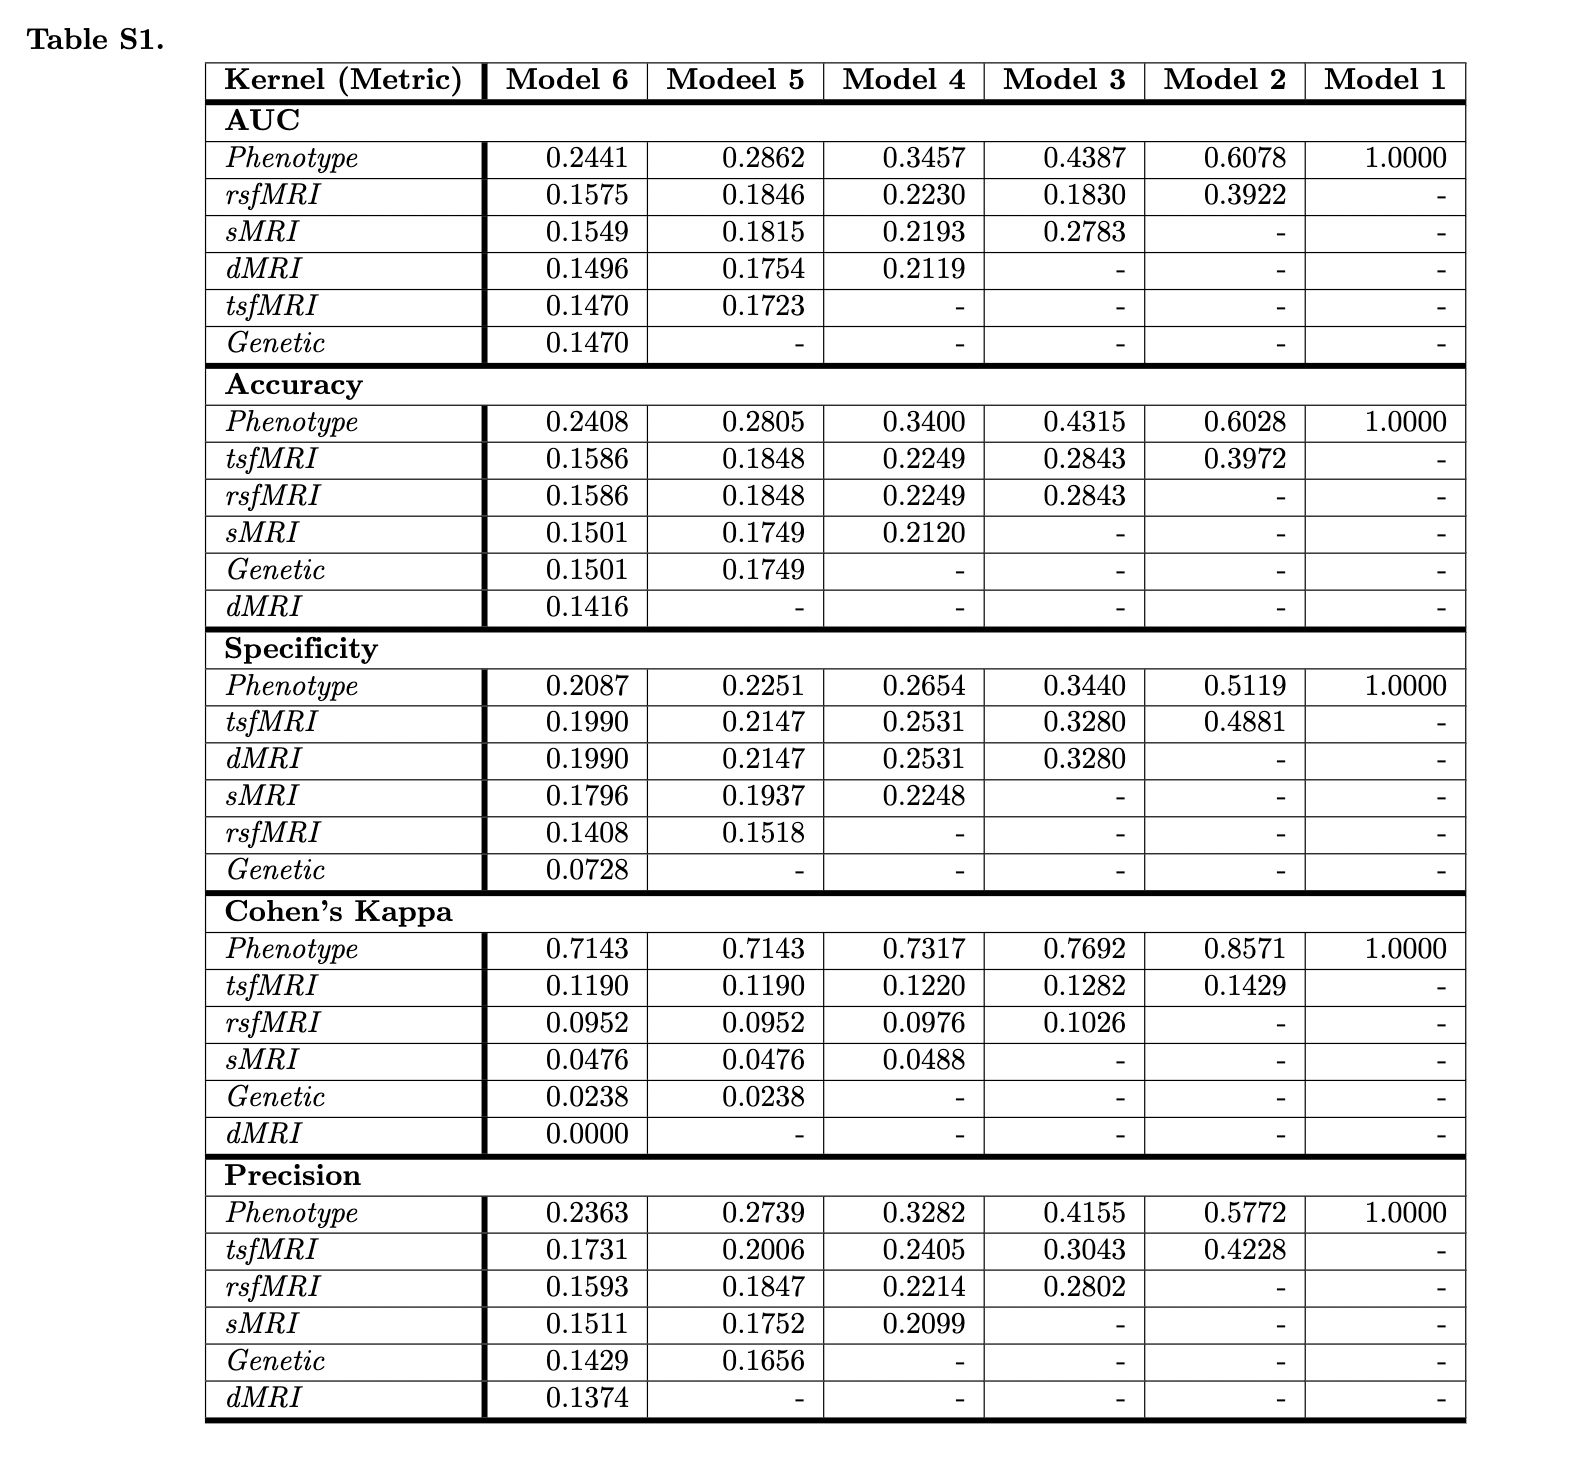 Table S1.
Kernel (Metric) Model 6 Modeel 5 Model 4 Model 3 Model 2 Model 1
AUC
Phenotype 0.2441 0.2862 0.3457 0.4387 0.6078 1.0000
rsfMRI 0.1575 0.1846 0.2230 0.1830 0.3922 -
sMRI 0.1549 0.1815 0.2193 0.2783 - -
dMRI 0.1496 0.1754 0.2119 - - -
tsfMRI 0.1470 0.1723 - - - -
Genetic 0.1470 - - - - -
Accuracy
Phenotype 0.2408 0.2805 0.3400 0.4315 0.6028 1.0000
tsfMRI 0.1586 0.1848 0.2249 0.2843 0.3972 -
rsfMRI 0.1586 0.1848 0.2249 0.2843 - -
sMRI 0.1501 0.1749 0.2120 - - -
Genetic 0.1501 0.1749 - - - -
dMRI 0.1416 - - - - -
Specificity
Phenotype 0.2087 0.2251 0.2654 0.3440 0.5119 1.0000
tsfMRI 0.1990 0.2147 0.2531 0.3280 0.4881 -
dMRI 0.1990 0.2147 0.2531 0.3280 - -
sMRI 0.1796 0.1937 0.2248 - - -
rsfMRI 0.1408 0.1518 - - - -
Genetic 0.0728 - - - - -
Cohen's Kappa
Phenotype 0.7143 0.7143 0.7317 0.7692 0.8571 1.0000
tsfMRI 0.1190 0.1190 0.1220 0.1282 0.1429 -
rsfMRI 0.0952 0.0952 0.0976 0.1026 - -
sMRI 0.0476 0.0476 0.0488 - - -
Genetic 0.0238 0.0238 - - - -
dMRI 0.0000 - - - - -
Precision
Phenotype 0.2363 0.2739 0.3282 0.4155 0.5772 1.0000
tsfMRI 0.1731 0.2006 0.2405 0.3043 0.4228 -
rsfMRI 0.1593 0.1847 0.2214 0.2802 - -
sMRI 0.1511 0.1752 0.2099 - - -
Genetic 0.1429 0.1656 - - - -
dMRI 0.1374 - - - - -